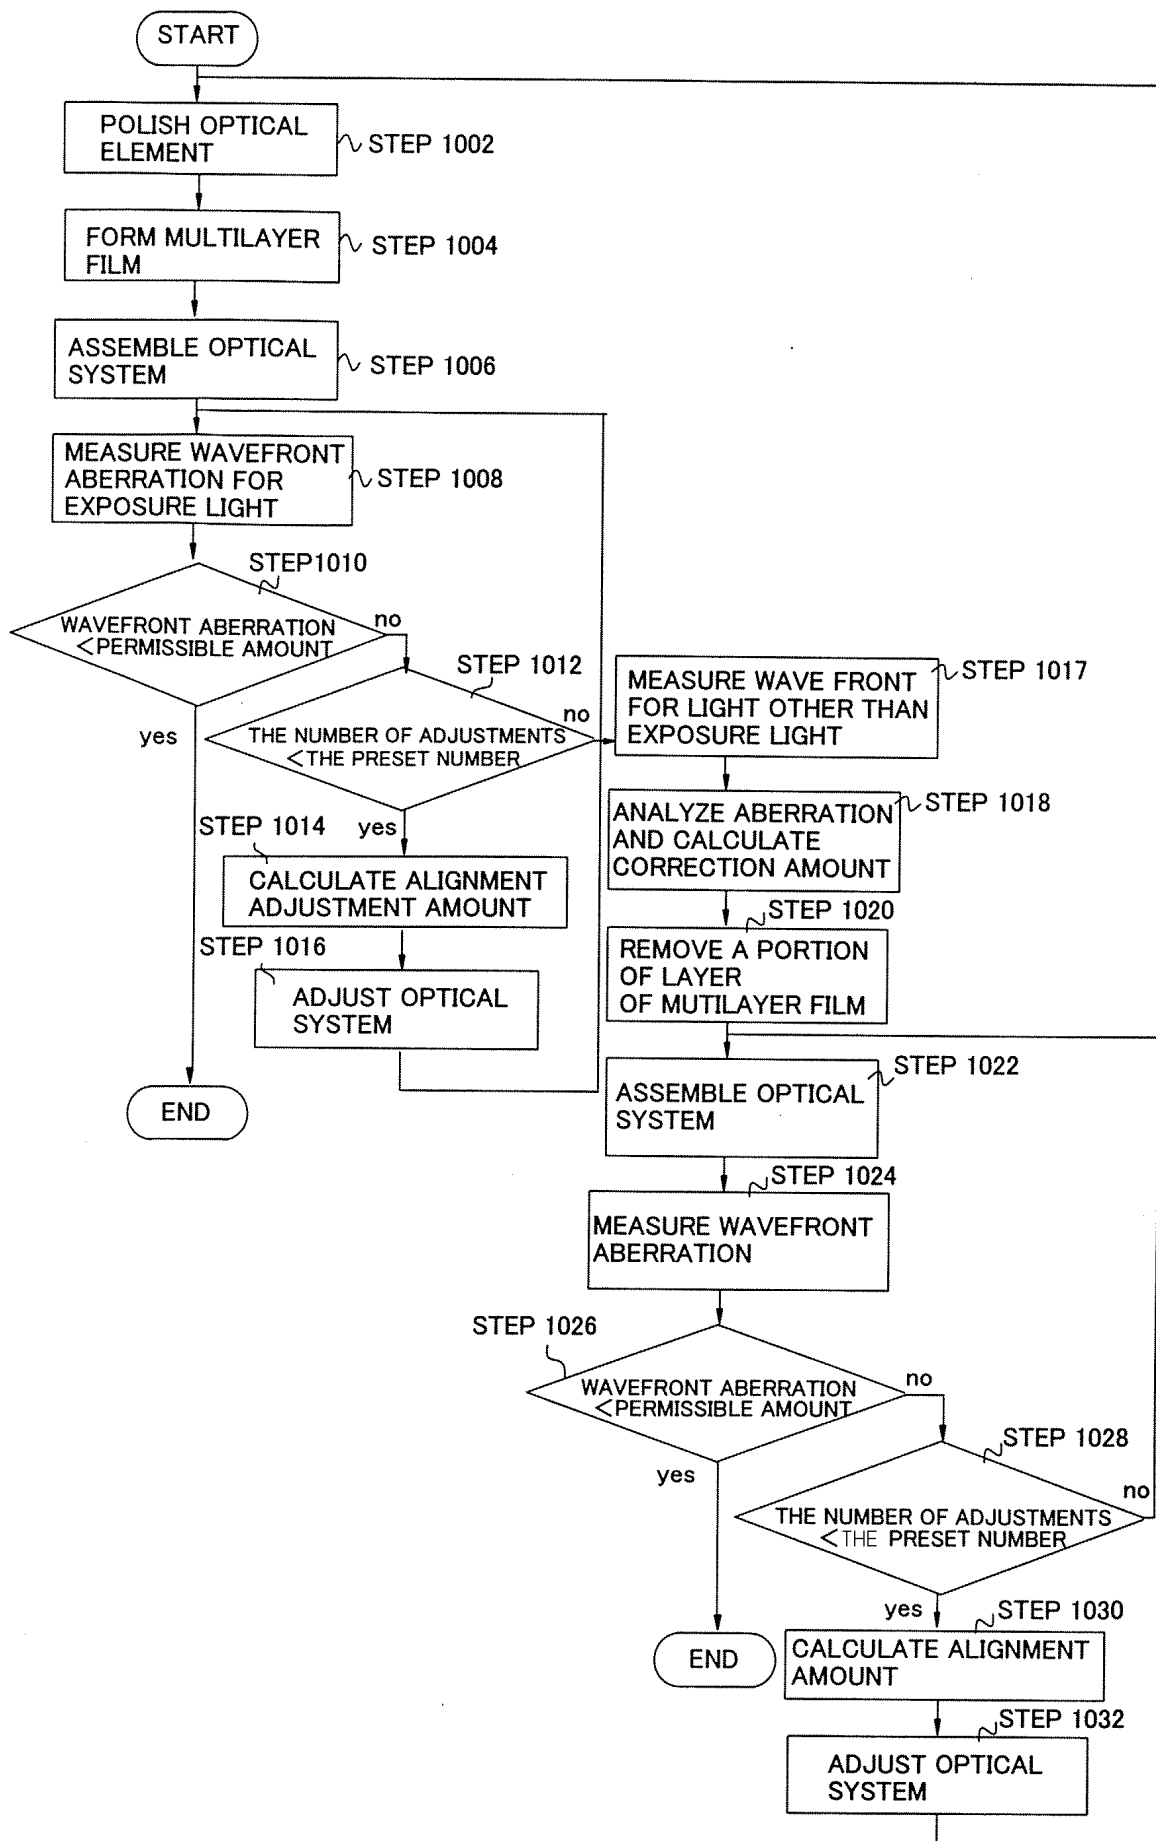 START
POLISH OPTICAL
ELEMENT
STEP 1002
FORM MULTILAYER
FILM
STEP 1004
ASSEMBLE OPTICAL
SYSTEM
STEP 1006
MEASURE WAVEFRONT
ABERRATION FOR
EXPOSURE LIGHT
STEP 1008
STEP1010
WAVEFRONT ABERRATION
<PERMISSIBLE AMOUNT
no
yes
STEP 1012
THE NUMBER OF ADJUSTMENTS
<THE PRESET NUMBER
no
yes
STEP 1014
CALCULATE ALIGNMENT
ADJUSTMENT AMOUNT
STEP 1016
ADJUST OPTICAL
SYSTEM
END
STEP 1017
MEASURE WAVE FRONT
FOR LIGHT OTHER THAN
EXPOSURE LIGHT
STEP 1018
ANALYZE ABERRATION
AND CALCULATE
CORRECTION AMOUNT
STEP 1020
REMOVE A PORTION
OF LAYER
OF MUTILAYER FILM
STEP 1022
ASSEMBLE OPTICAL
SYSTEM
STEP 1024
MEASURE WAVEFRONT
ABERRATION
STEP 1026
WAVEFRONT ABERRATION
<PERMISSIBLE AMOUNT
no
yes
STEP 1028
THE NUMBER OF ADJUSTMENTS
<THE PRESET NUMBER
no
yes
END
STEP 1030
CALCULATE ALIGNMENT
AMOUNT
STEP 1032
ADJUST OPTICAL
SYSTEM